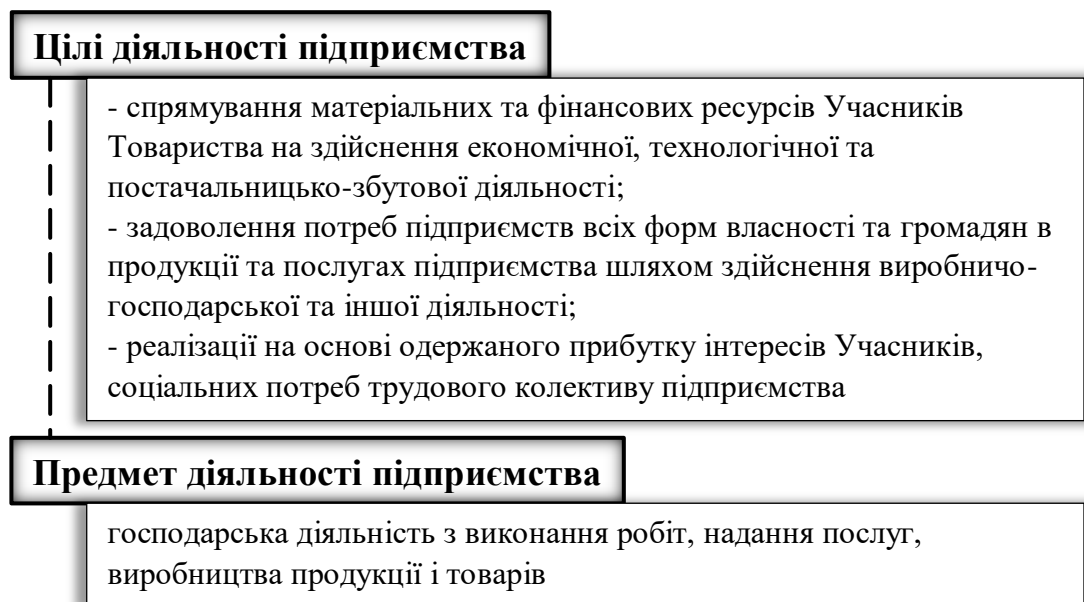 Цілі діяльності підприємства
- спрямування матеріальних та фінансових ресурсів Учасників
Товариства на здійснення економічної, технологічної та
постачальницько-збутової діяльності;
- задоволення потреб підприємств всіх форм власності та громадян в
продукції та послугах підприємства шляхом здійснення виробничо-
господарської та іншої діяльності;
- реалізації на основі одержаного прибутку інтересів Учасників,
соціальних потреб трудового колективу підприємства
Предмет діяльності підприємства
господарська діяльність з виконання робіт, надання послуг,
виробництва продукції і товарів